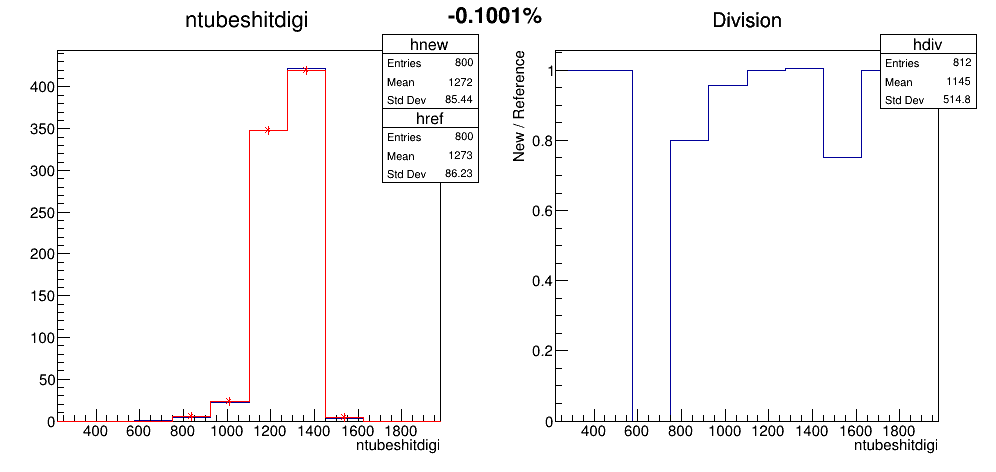 -0.1001%
ntubeshitdigi
hnew
Entries 800
Mean 1272
Std Dev 85.44
href
Entries 800
Mean 1273
Std Dev 86.23
400
350
300
250
200
150
100
50
0
400 600 800 1000 1200 1400 1600 1800
ntubeshitdigi
Division
hdiv
Entries 812
Mean 1145
Std Dev 514.8
New / Reference
1
0.8
0.6
0.4
0.2
0
400 600 800 1000 1200 1400 1600 1800
ntubeshitdigi